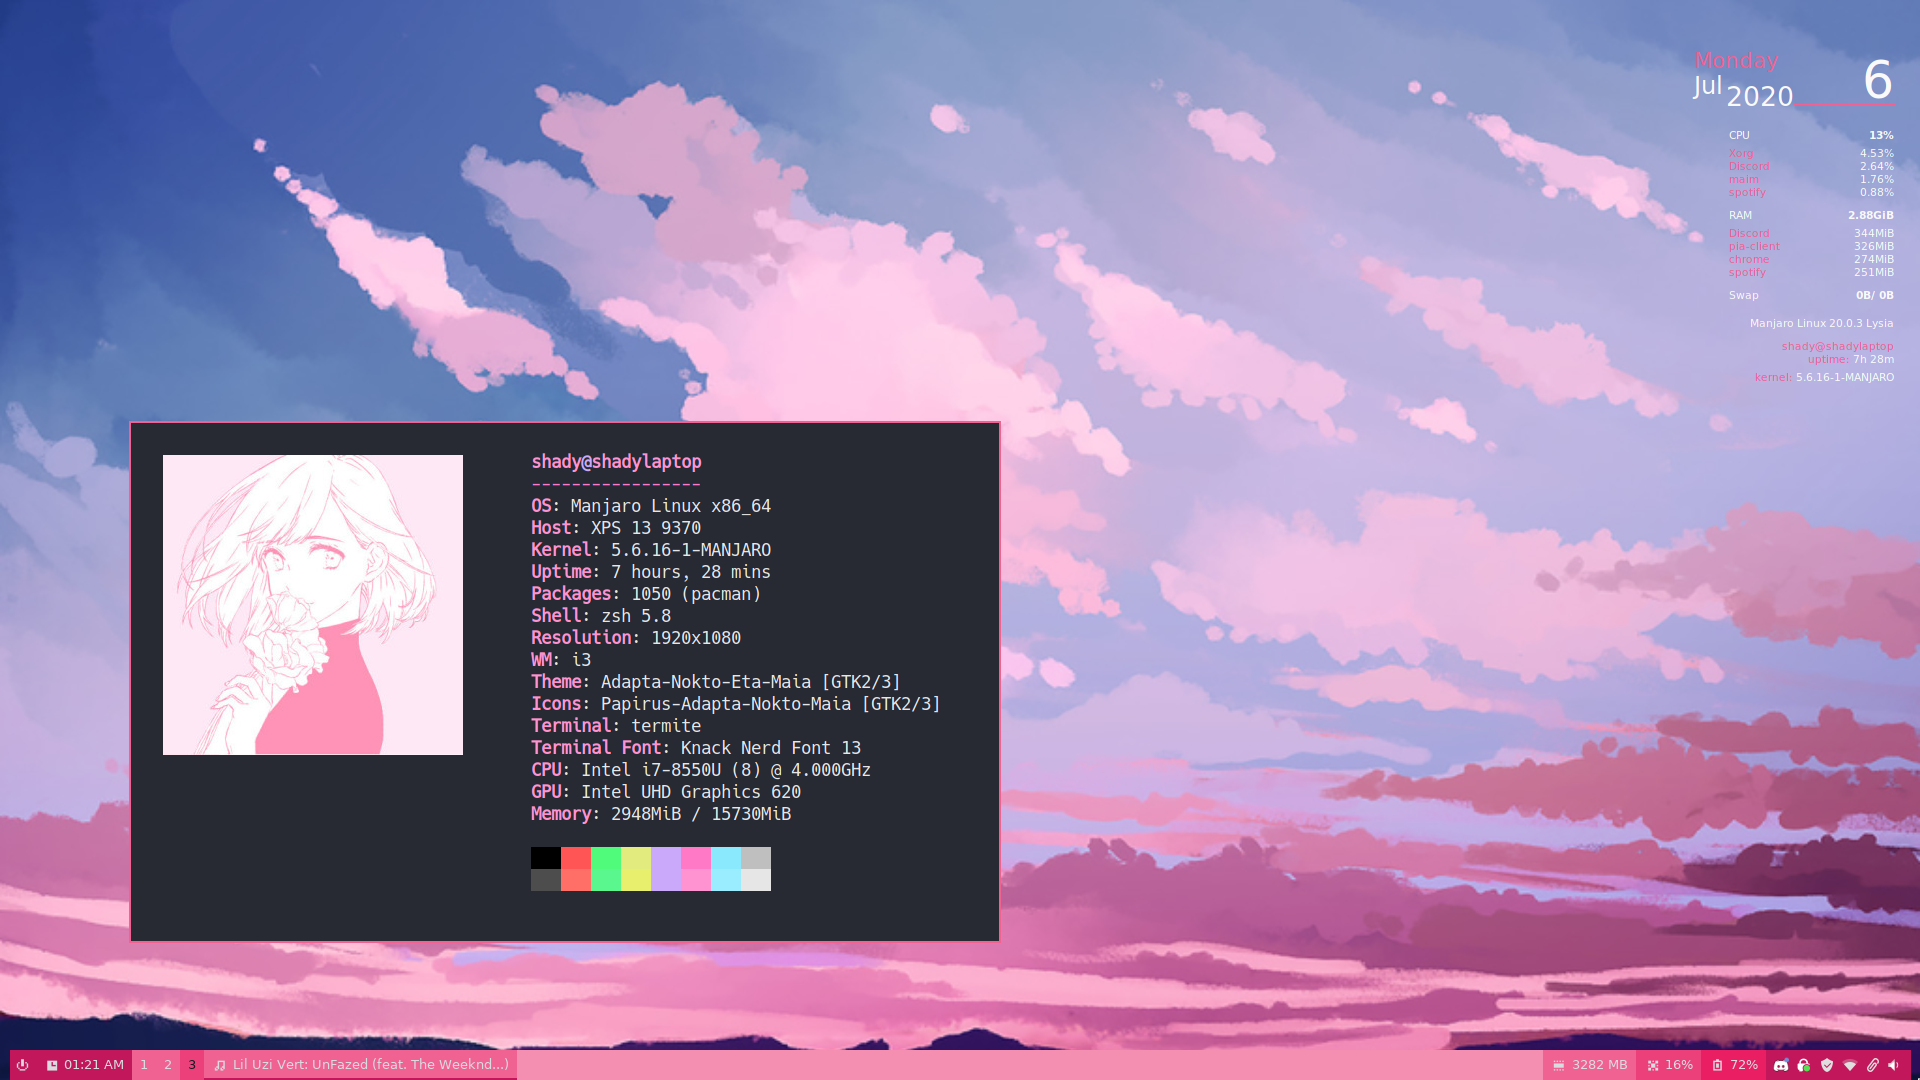 Monday
Jul 2020 6
CPU 13%
Xorg 4.53%
Discord 2.64%
maim 1.76%
spotify 0.88%
RAM 2.88GiB
Discord 344MiB
pia-client 326MiB
chrome 274MiB
spotify 251MiB
Swap 0B/ 0B
Manjaro Linux 20.0.3 Lysia
shady@shadylaptop
uptime: 7h 28m
kernel: 5.6.16-1-MANJARO
shady@shadylaptop
-----------------
OS: Manjaro Linux x86_64
Host: XPS 13 9370
Kernel: 5.6.16-1-MANJARO
Uptime: 7 hours, 28 mins
Packages: 1050 (pacman)
Shell: zsh 5.8
Resolution: 1920x1080
WM: i3
Theme: Adapta-Nokto-Eta-Maia [GTK2/3]
Icons: Papirus-Adapta-Nokto-Maia [GTK2/3]
Terminal: termite
Terminal Font: Knack Nerd Font 13
CPU: Intel i7-8550U (8) @ 4.000GHz
GPU: Intel UHD Graphics 620
Memory: 2948MiB / 15730MiB
01:21 AM 1 2 3 Lil Uzi Vert: UnFazed (feat. The Weeknd...) 3282 MB 16% 72%